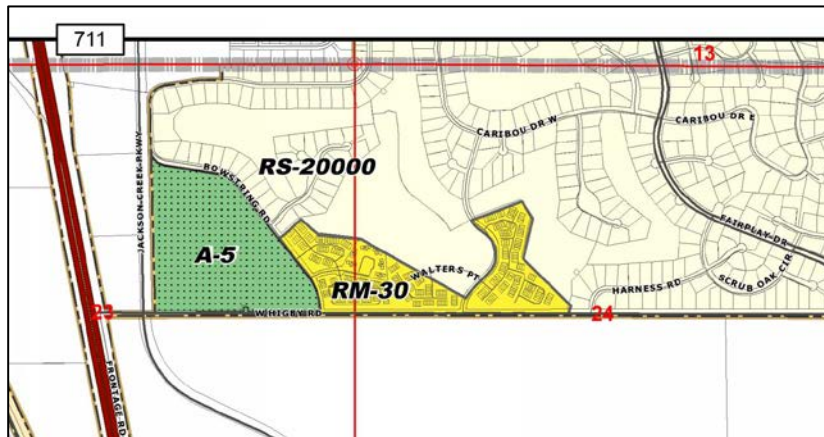 711
13
CARIBOU DR W
CARIBOU DR E
JACKSON CREEK PKWY
BOWSTRING RD
RS-20000
FAIRPLAY DR
A-5
WALTERS PT
RM-30
HARNESS RD
SCRUB OAK CIR
23
W HIGBY RD
24
FRONTAGE RD